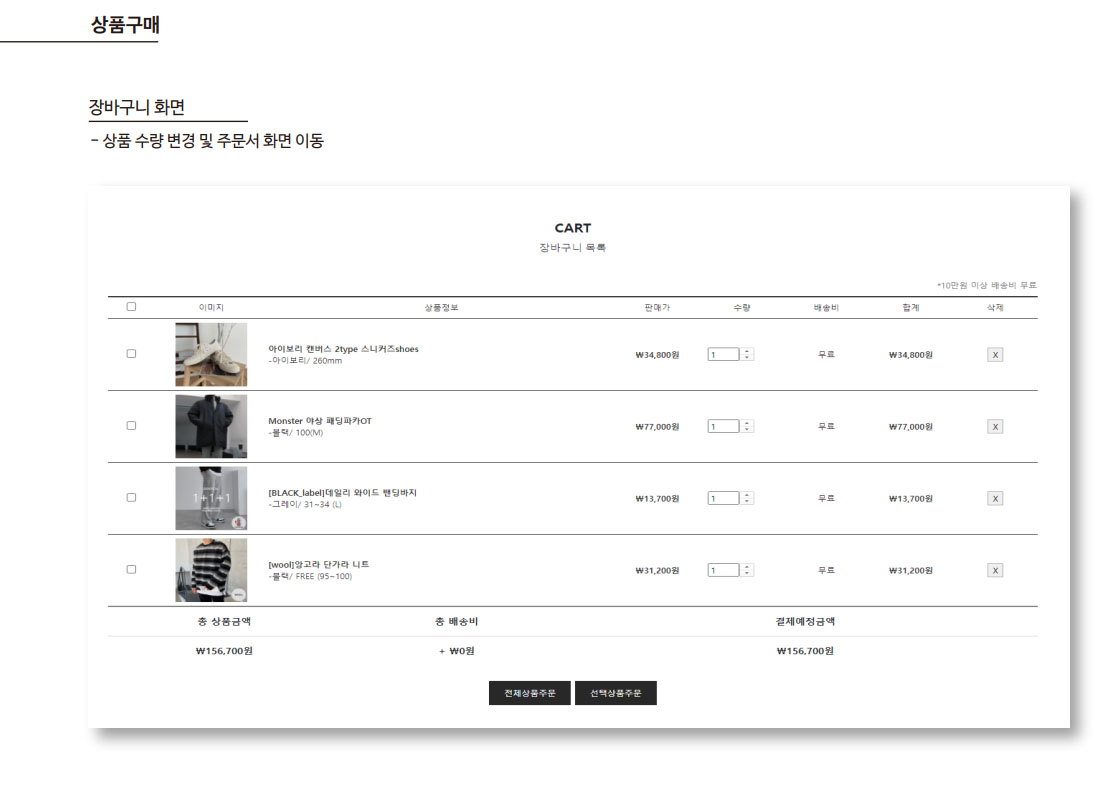 상품구매
장바구니 화면
- 상품 수량 변경 및 주문서 화면 이동
CART
장바구니 목록
*10만원 이상 배송비 무료
이미지 상품정보 판매가 수량 배송비 합계 삭제
아이보리 캔버스 2type 스니커즈shoes
-아이보리/ 260mm
₩34,800원 1 무료 ₩34,800원 X
Monster 야상 패딩파카OT
-블랙/ 100(M)
₩77,000원 1 무료 ₩77,000원 X
1+1+1
[BLACK_label]데일리 와이드 밴딩바지
-그레이/ 31~34 (L)
₩13,700원 1 무료 ₩13,700원 X
[wool]앙고라 단가라 니트
-블랙/ FREE (95~100)
₩31,200원 1 무료 ₩31,200원 X
총 상품금액 총 배송비 결제예정금액
₩156,700원 + ₩0원 ₩156,700원
전체상품주문 선택상품주문